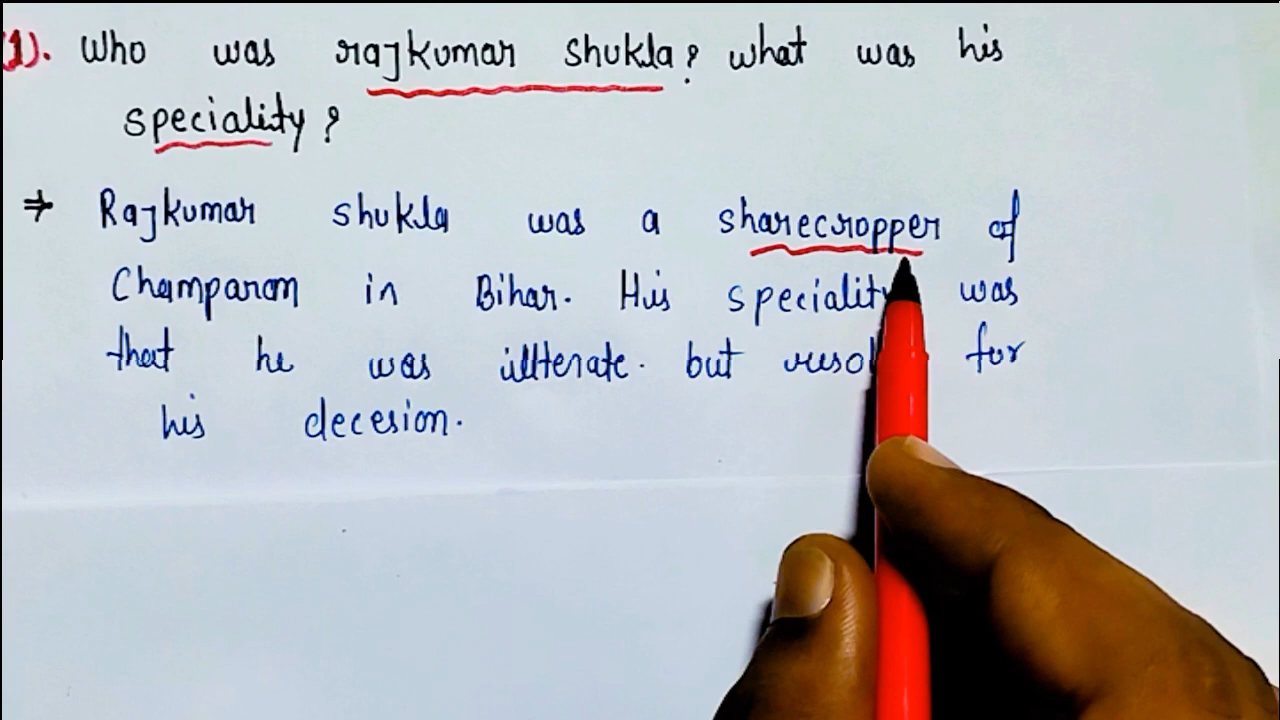 1). Who was rajkumar shukla? what was his
speciality?
⇒ Rajkumar shukla was a sharecropper of
Champaran in Bihar. His speciality was
that he was illterate. but for
his decesion.